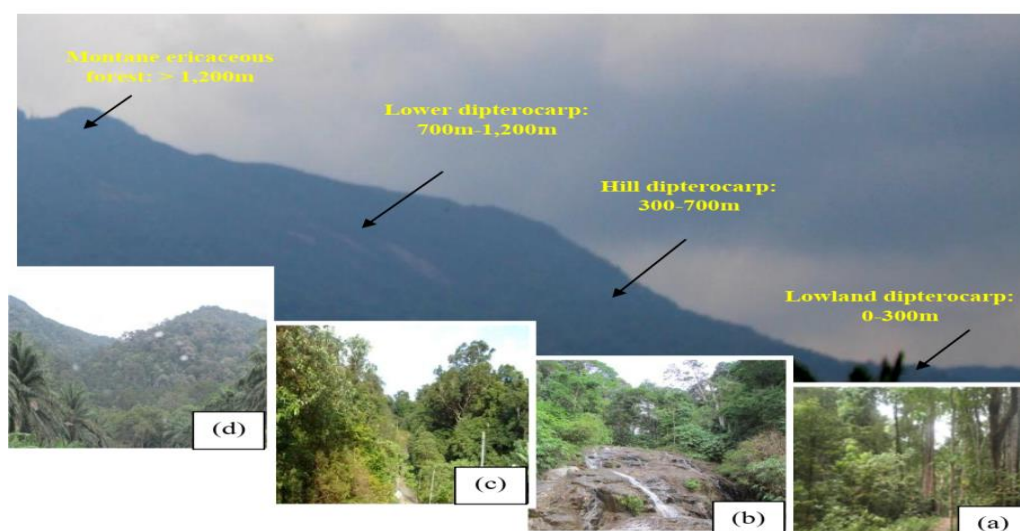 Montane ericaceous
forest: > 1,200m
Lower dipterocarp:
700m-1,200m
Hill dipterocarp:
300-700m
Lowland dipterocarp:
0-300m
(d)
(c)
(b)
(a)